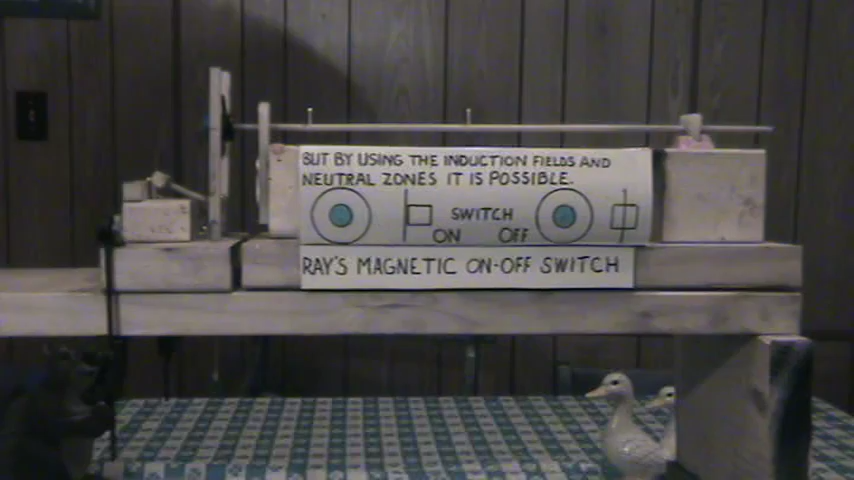 BUT BY USING THE INDUCTION FIELDS AND
NEUTRAL ZONES IT IS POSSIBLE.
SWITCH
ON OFF
RAY'S MAGNETIC ON-OFF SWITCH